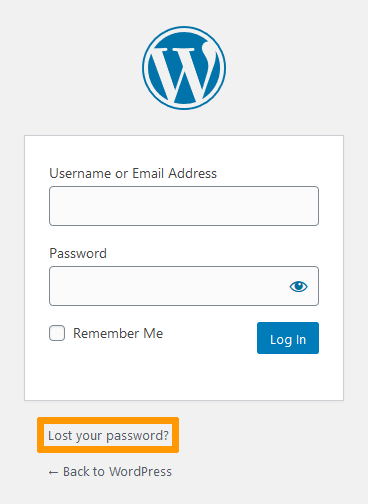 Username or Email Address
Password
Remember Me
Log In
Lost your password?
← Back to WordPress